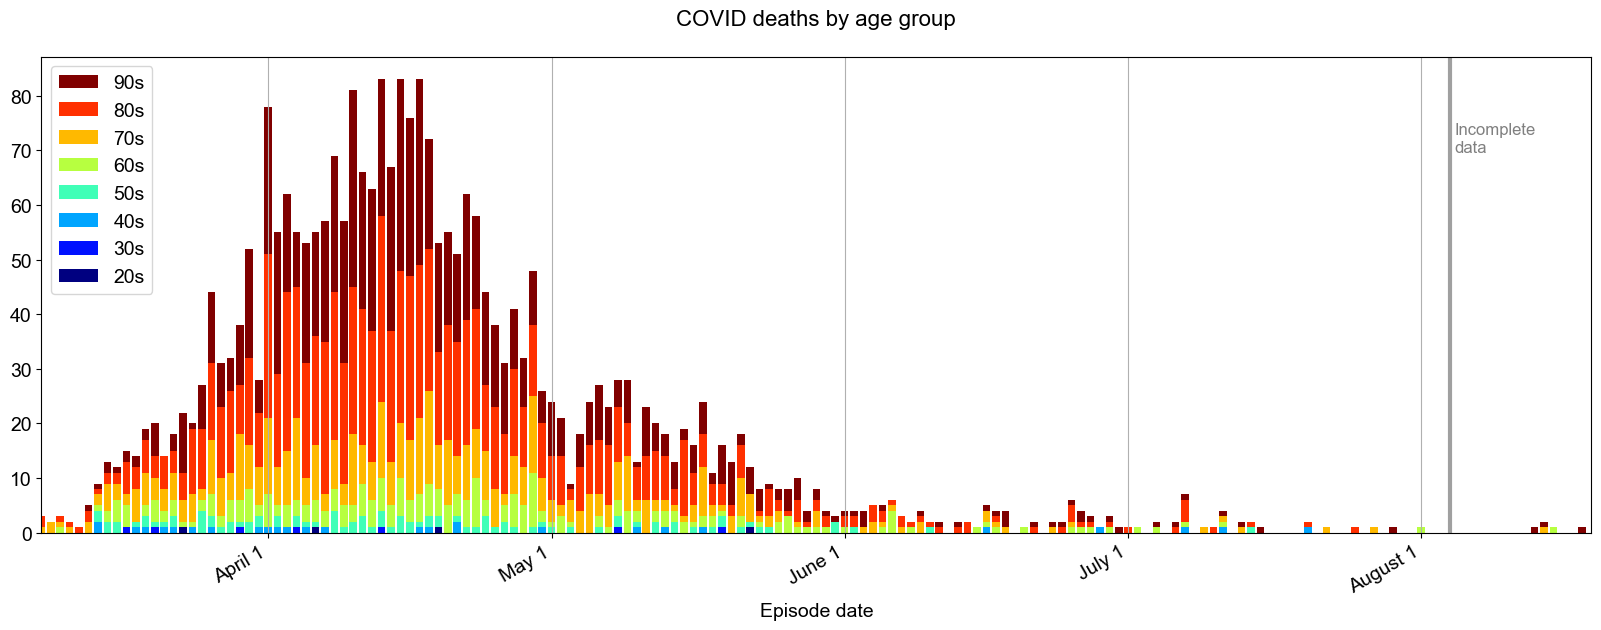 COVID deaths by age group
90s
80s
70s
60s
50s
40s
30s
20s
80
70
60
50
40
30
20
10
0
Incomplete
data
April 1
May 1
June 1
July 1
August 1
Episode date